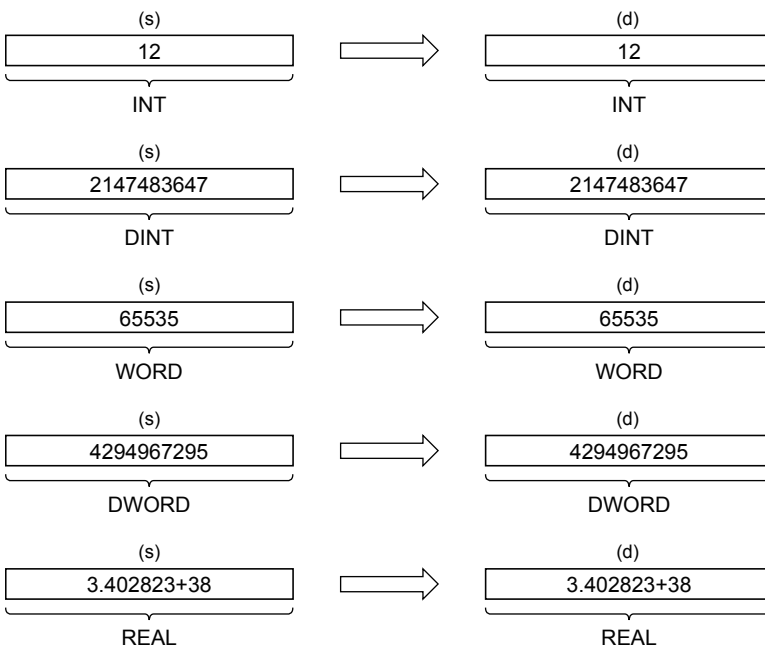 (s) (d)
12 12
INT INT
(s) (d)
2147483647 2147483647
DINT DINT
(s) (d)
65535 65535
WORD WORD
(s) (d)
4294967295 4294967295
DWORD DWORD
(s) (d)
3.402823+38 3.402823+38
REAL REAL